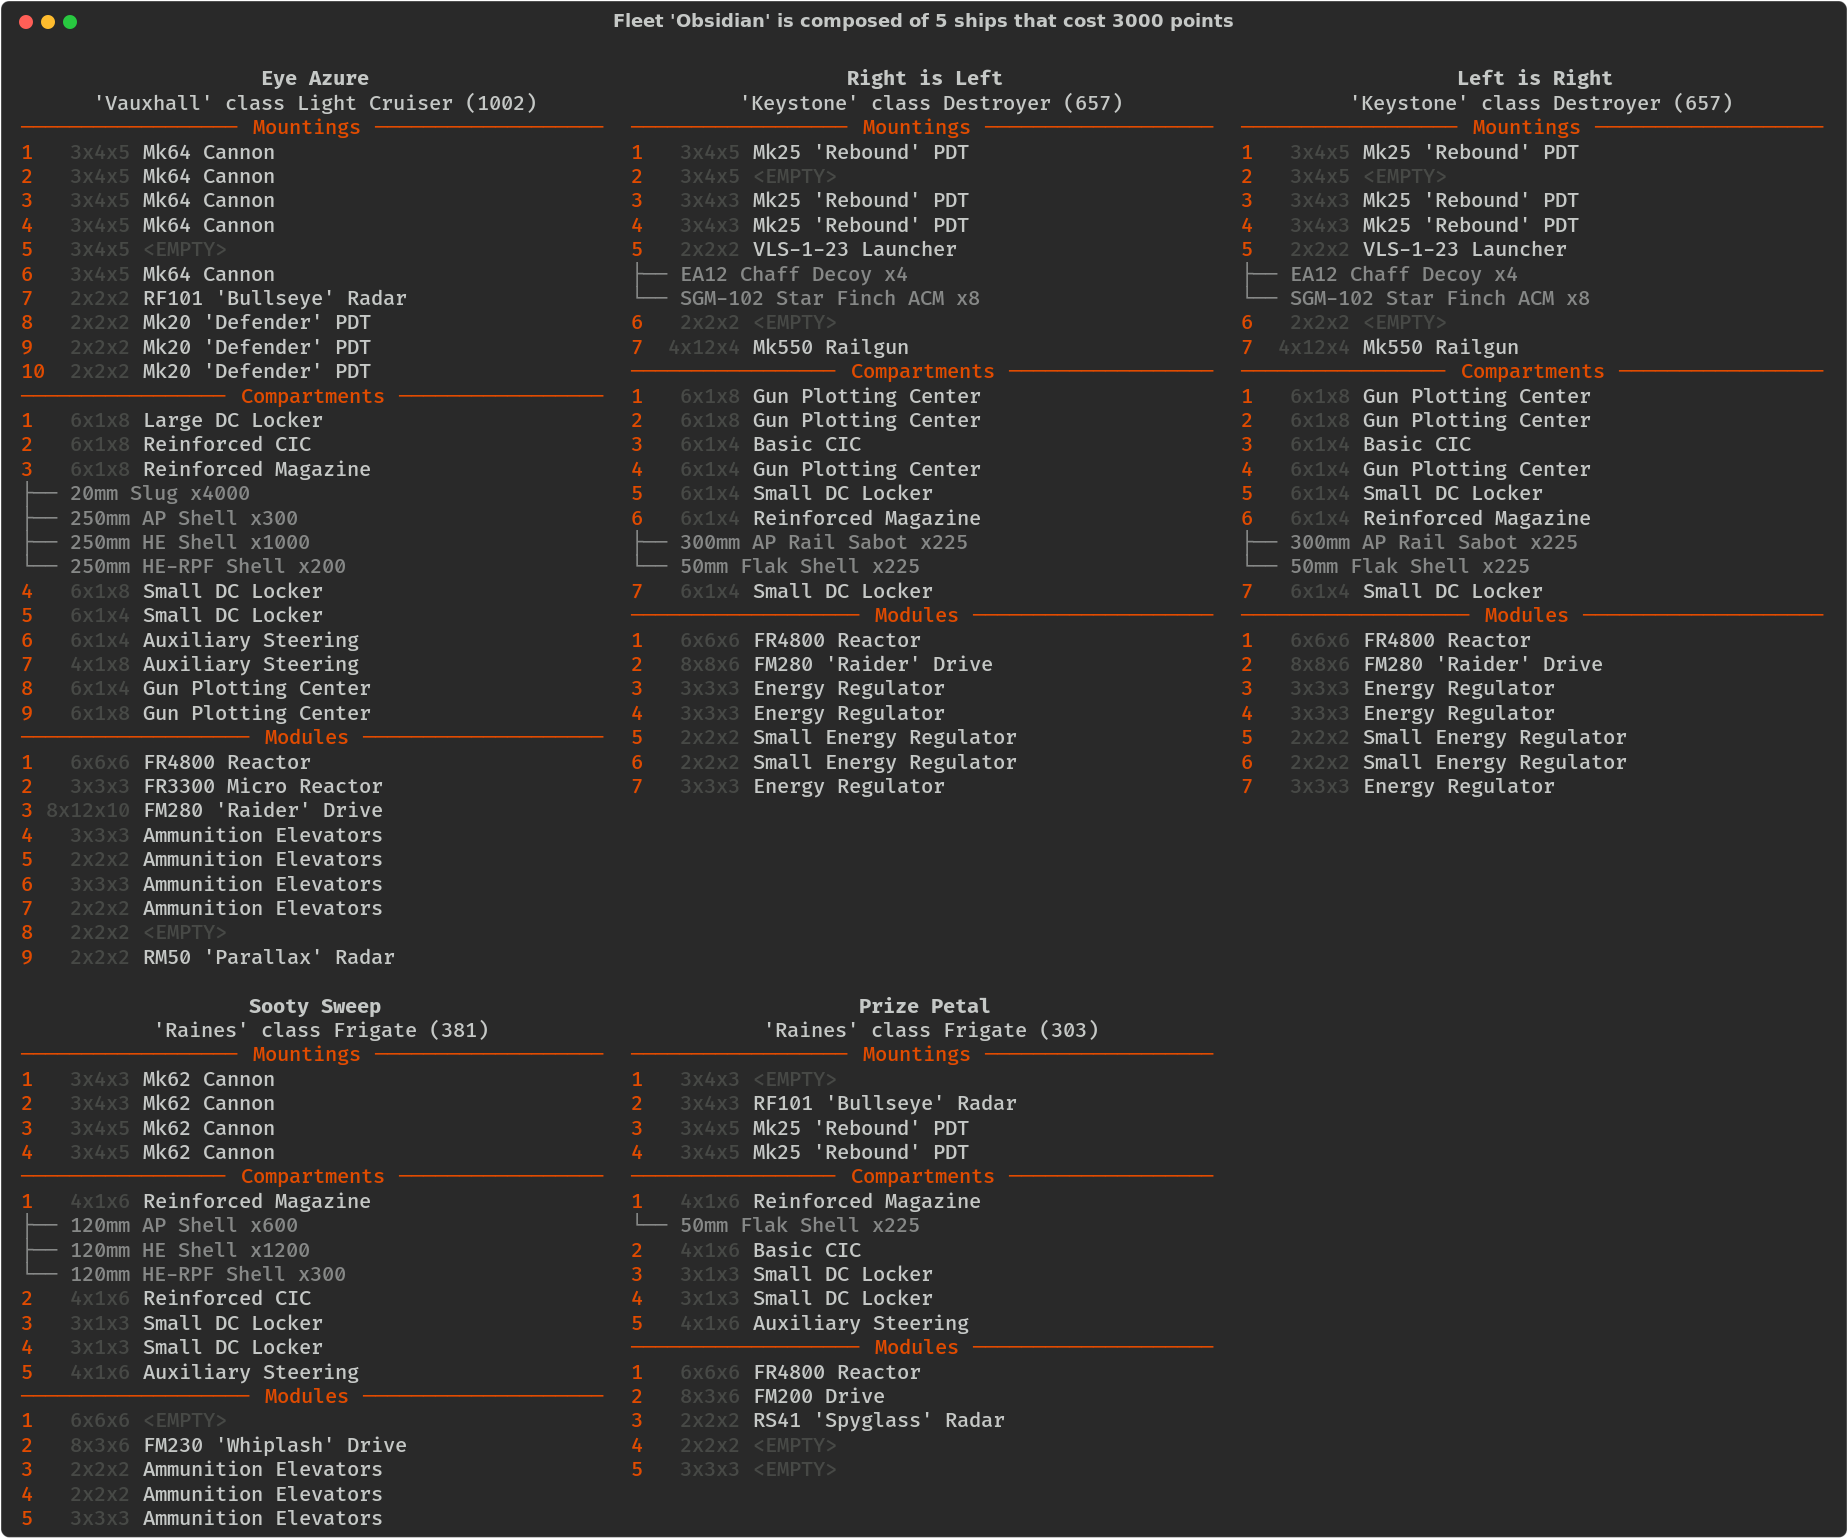 Fleet 'Obsidian' is composed of 5 ships that cost 3000 points
Eye Azure
'Vauxhall' class Light Cruiser (1002)
Mountings
1 3x4x5 Mk64 Cannon
2 3x4x5 Mk64 Cannon
3 3x4x5 Mk64 Cannon
4 3x4x5 Mk64 Cannon
5 3x4x5 <EMPTY>
6 3x4x5 Mk64 Cannon
7 2x2x2 RF101 'Bullseye' Radar
8 2x2x2 Mk20 'Defender' PDT
9 2x2x2 Mk20 'Defender' PDT
10 2x2x2 Mk20 'Defender' PDT
Compartments
1 6x1x8 Large DC Locker
2 6x1x8 Reinforced CIC
3 6x1x8 Reinforced Magazine
20mm Slug x4000
250mm AP Shell x300
250mm HE Shell x1000
250mm HE-RPF Shell x200
4 6x1x8 Small DC Locker
5 6x1x4 Small DC Locker
6 6x1x4 Auxiliary Steering
7 4x1x8 Auxiliary Steering
8 6x1x4 Gun Plotting Center
9 6x1x8 Gun Plotting Center
Modules
1 6x6x6 FR4800 Reactor
2 3x3x3 FR3300 Micro Reactor
3 8x12x10 FM280 'Raider' Drive
4 3x3x3 Ammunition Elevators
5 2x2x2 Ammunition Elevators
6 3x3x3 Ammunition Elevators
7 2x2x2 Ammunition Elevators
8 2x2x2 <EMPTY>
9 2x2x2 RM50 'Parallax' Radar
Right is Left
'Keystone' class Destroyer (657)
Mountings
1 3x4x5 Mk25 'Rebound' PDT
2 3x4x5 <EMPTY>
3 3x4x3 Mk25 'Rebound' PDT
4 3x4x3 Mk25 'Rebound' PDT
5 2x2x2 VLS-1-23 Launcher
EA12 Chaff Decoy x4
SGM-102 Star Finch ACM x8
6 2x2x2 <EMPTY>
7 4x12x4 Mk550 Railgun
Compartments
1 6x1x8 Gun Plotting Center
2 6x1x8 Gun Plotting Center
3 6x1x4 Basic CIC
4 6x1x4 Gun Plotting Center
5 6x1x4 Small DC Locker
6 6x1x4 Reinforced Magazine
300mm AP Rail Sabot x225
50mm Flak Shell x225
7 6x1x4 Small DC Locker
Modules
1 6x6x6 FR4800 Reactor
2 8x8x6 FM280 'Raider' Drive
3 3x3x3 Energy Regulator
4 3x3x3 Energy Regulator
5 2x2x2 Small Energy Regulator
6 2x2x2 Small Energy Regulator
7 3x3x3 Energy Regulator
Left is Right
'Keystone' class Destroyer (657)
Mountings
1 3x4x5 Mk25 'Rebound' PDT
2 3x4x5 <EMPTY>
3 3x4x3 Mk25 'Rebound' PDT
4 3x4x3 Mk25 'Rebound' PDT
5 2x2x2 VLS-1-23 Launcher
EA12 Chaff Decoy x4
SGM-102 Star Finch ACM x8
6 2x2x2 <EMPTY>
7 4x12x4 Mk550 Railgun
Compartments
1 6x1x8 Gun Plotting Center
2 6x1x8 Gun Plotting Center
3 6x1x4 Basic CIC
4 6x1x4 Gun Plotting Center
5 6x1x4 Small DC Locker
6 6x1x4 Reinforced Magazine
300mm AP Rail Sabot x225
50mm Flak Shell x225
7 6x1x4 Small DC Locker
Modules
1 6x6x6 FR4800 Reactor
2 8x8x6 FM280 'Raider' Drive
3 3x3x3 Energy Regulator
4 3x3x3 Energy Regulator
5 2x2x2 Small Energy Regulator
6 2x2x2 Small Energy Regulator
7 3x3x3 Energy Regulator
Sooty Sweep
'Raines' class Frigate (381)
Mountings
1 3x4x3 Mk62 Cannon
2 3x4x3 Mk62 Cannon
3 3x4x5 Mk62 Cannon
4 3x4x5 Mk62 Cannon
Compartments
1 4x1x6 Reinforced Magazine
120mm AP Shell x600
120mm HE Shell x1200
120mm HE-RPF Shell x300
2 4x1x6 Reinforced CIC
3 3x1x3 Small DC Locker
4 3x1x3 Small DC Locker
5 4x1x6 Auxiliary Steering
Modules
1 6x6x6 <EMPTY>
2 8x3x6 FM230 'Whiplash' Drive
3 2x2x2 Ammunition Elevators
4 2x2x2 Ammunition Elevators
5 3x3x3 Ammunition Elevators
Prize Petal
'Raines' class Frigate (303)
Mountings
1 3x4x3 <EMPTY>
2 3x4x3 RF101 'Bullseye' Radar
3 3x4x5 Mk25 'Rebound' PDT
4 3x4x5 Mk25 'Rebound' PDT
Compartments
1 4x1x6 Reinforced Magazine
50mm Flak Shell x225
2 4x1x6 Basic CIC
3 3x1x3 Small DC Locker
4 3x1x3 Small DC Locker
5 4x1x6 Auxiliary Steering
Modules
1 6x6x6 FR4800 Reactor
2 8x3x6 FM200 Drive
3 2x2x2 RS41 'Spyglass' Radar
4 2x2x2 <EMPTY>
5 3x3x3 <EMPTY>